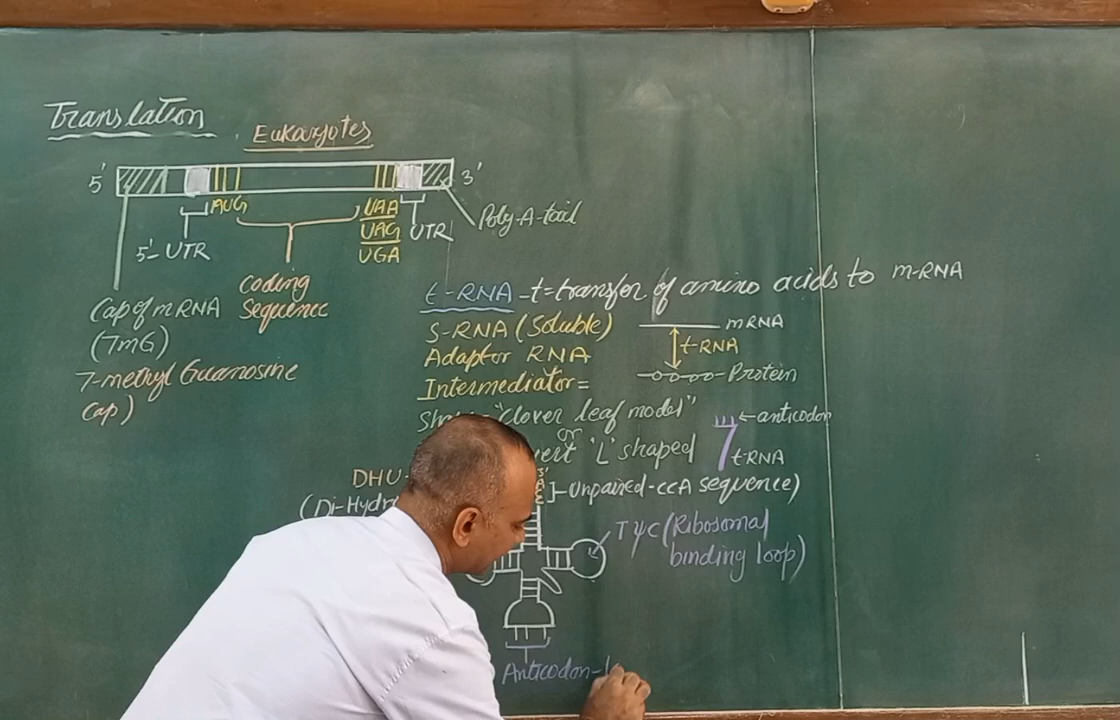 Translation
Eukaryotes
5' 3'
AUG UAA
UAG
UGA
5'- UTR UTR Poly-A-tail
Coding
Sequence
Cap of mRNA
(7mG)
7-methyl Guanosine
Cap)
t-RNA - t=transfer of amino acids to m-RNA
S-RNA (Soluble)
Adaptor RNA
Intermediator=
mRNA
t-RNA
Protein
"Clover leaf model"
or
'L' shaped
anticodon
t-RNA
Unpaired-CCA sequence)
DHU-
(Di-Hydr
TψC (Ribosomal
binding loop)
Anticodon-